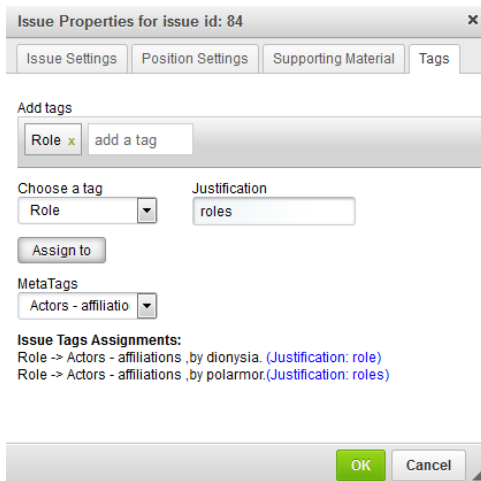 Issue Properties for issue id: 84 ×
Issue Settings Position Settings Supporting Material Tags
Add tags
Role x add a tag
Choose a tag Justification
Role roles
Assign to
MetaTags
Actors - affiliatio
Issue Tags Assignments:
Role -> Actors - affiliations ,by dionysia. (Justification: role)
Role -> Actors - affiliations ,by polarmor.(Justification: roles)
OK Cancel